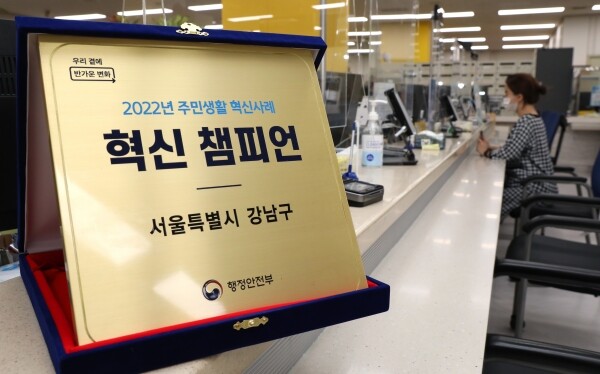 우리 곁에
반가운 변화
2022년 주민생활 혁신사례
혁신 챔피언
서울특별시 강남구
행정안전부